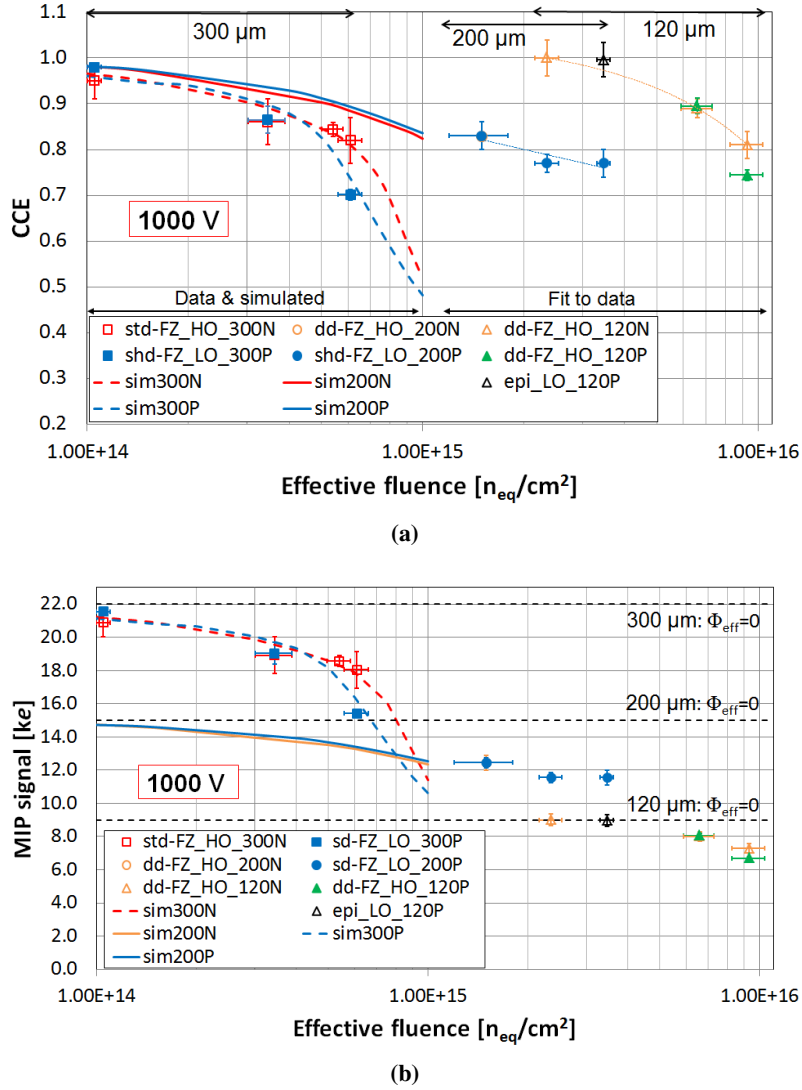 300 μm
200 μm
120 μm
1.1
1.0
0.9
0.8
0.7
0.6
0.5
0.4
0.3
0.2
CCE
1000 V
Data & simulated
Fit to data
std-FZ_HO_300N
dd-FZ_HO_200N
dd-FZ_HO_120N
shd-FZ_LO_300P
shd-FZ_LO_200P
dd-FZ_HO_120P
sim300N
sim200N
epi_LO_120P
sim300P
sim200P
1.00E+14
1.00E+15
1.00E+16
Effective fluence [neq/cm²]
(a)
22.0
20.0
18.0
16.0
14.0
12.0
10.0
8.0
6.0
4.0
2.0
0.0
MIP signal [ke]
300 μm: Φeff=0
200 μm: Φeff=0
120 μm: Φeff=0
1000 V
std-FZ_HO_300N
sd-FZ_LO_300P
dd-FZ_HO_200N
sd-FZ_LO_200P
dd-FZ_HO_120N
dd-FZ_HO_120P
sim300N
epi_LO_120P
sim200N
sim300P
sim200P
1.00E+14
1.00E+15
1.00E+16
Effective fluence [neq/cm²]
(b)